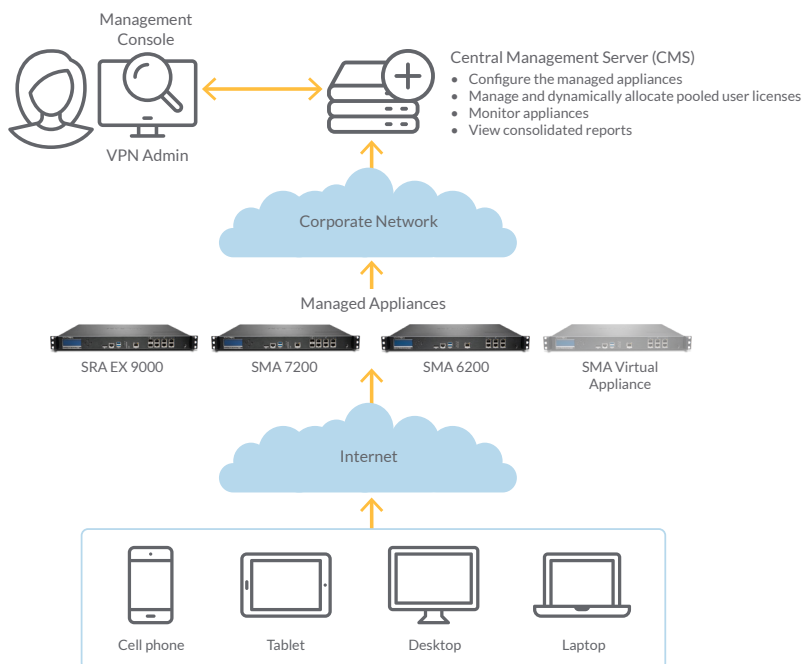 Management
Console
VPN Admin
Central Management Server (CMS)
• Configure the managed appliances
• Manage and dynamically allocate pooled user licenses
• Monitor appliances
• View consolidated reports
Corporate Network
Managed Appliances
SRA EX 9000
SMA 7200
SMA 6200
SMA Virtual
Appliance
Internet
Cell phone
Tablet
Desktop
Laptop